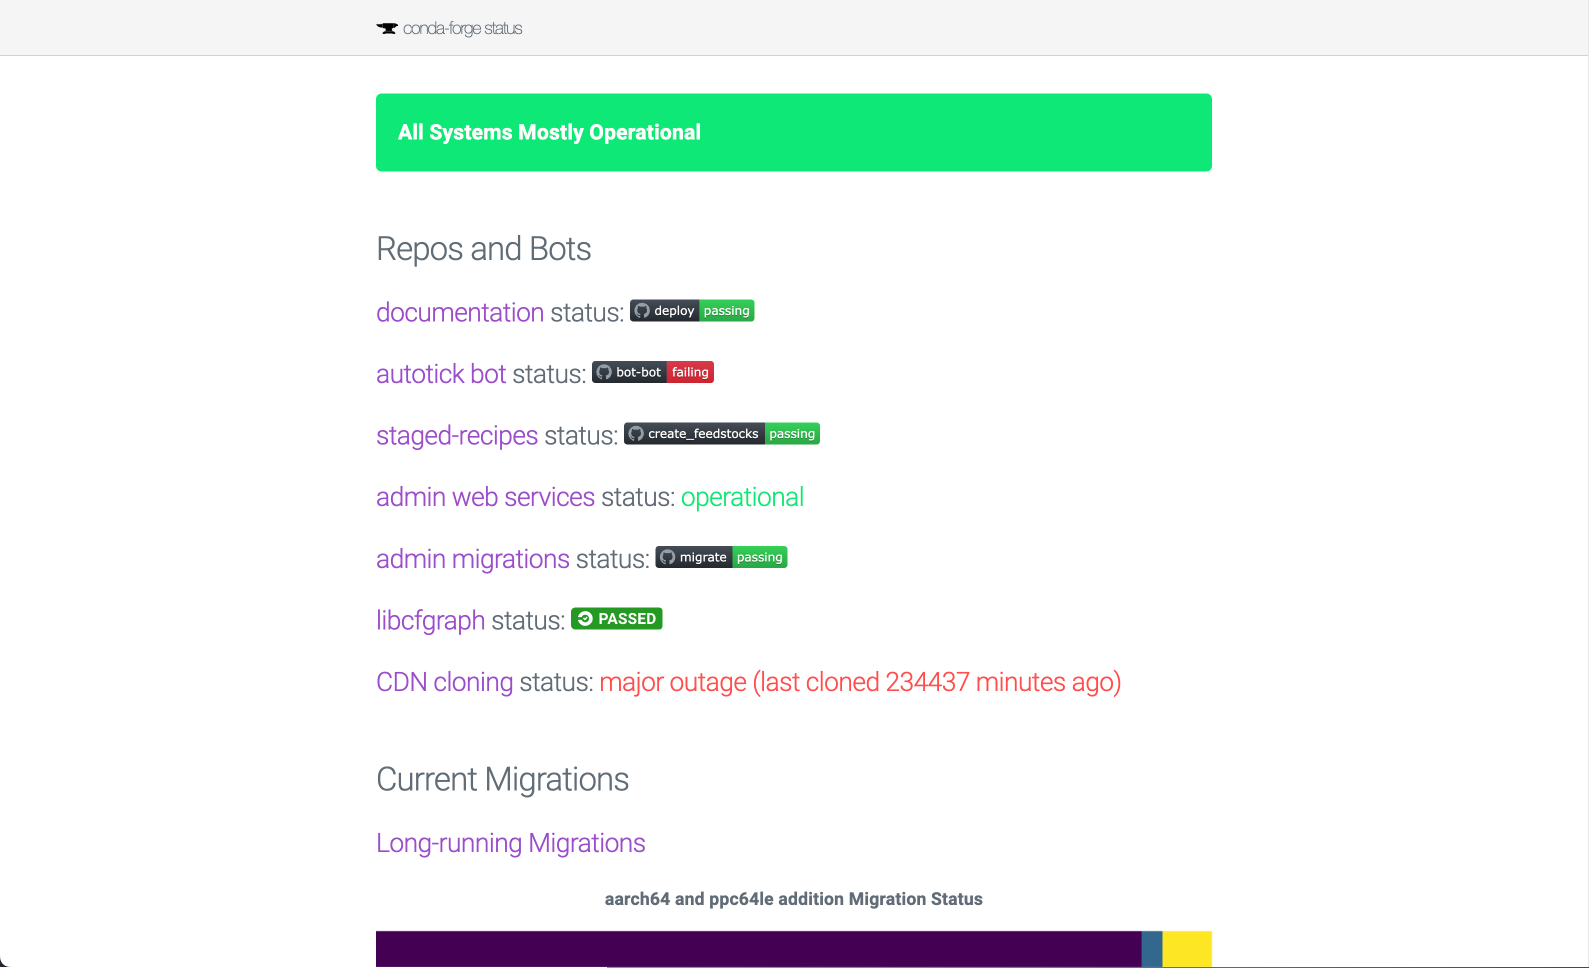 conda-forge status
All Systems Mostly Operational
Repos and Bots
documentation status: deploy passing
autotick bot status: bot-bot failing
staged-recipes status: create_feedstocks passing
admin web services status: operational
admin migrations status: migrate passing
libcfgraph status: PASSED
CDN cloning status: major outage (last cloned 234437 minutes ago)
Current Migrations
Long-running Migrations
aarch64 and ppc64le addition Migration Status